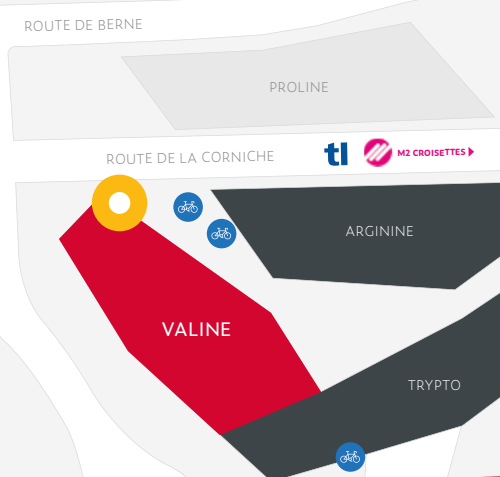 ROUTE DE BERNE
PROLINE
ROUTE DE LA CORNICHE
tl
M2 CROISETTES
ARGININE
VALINE
TRYPTO